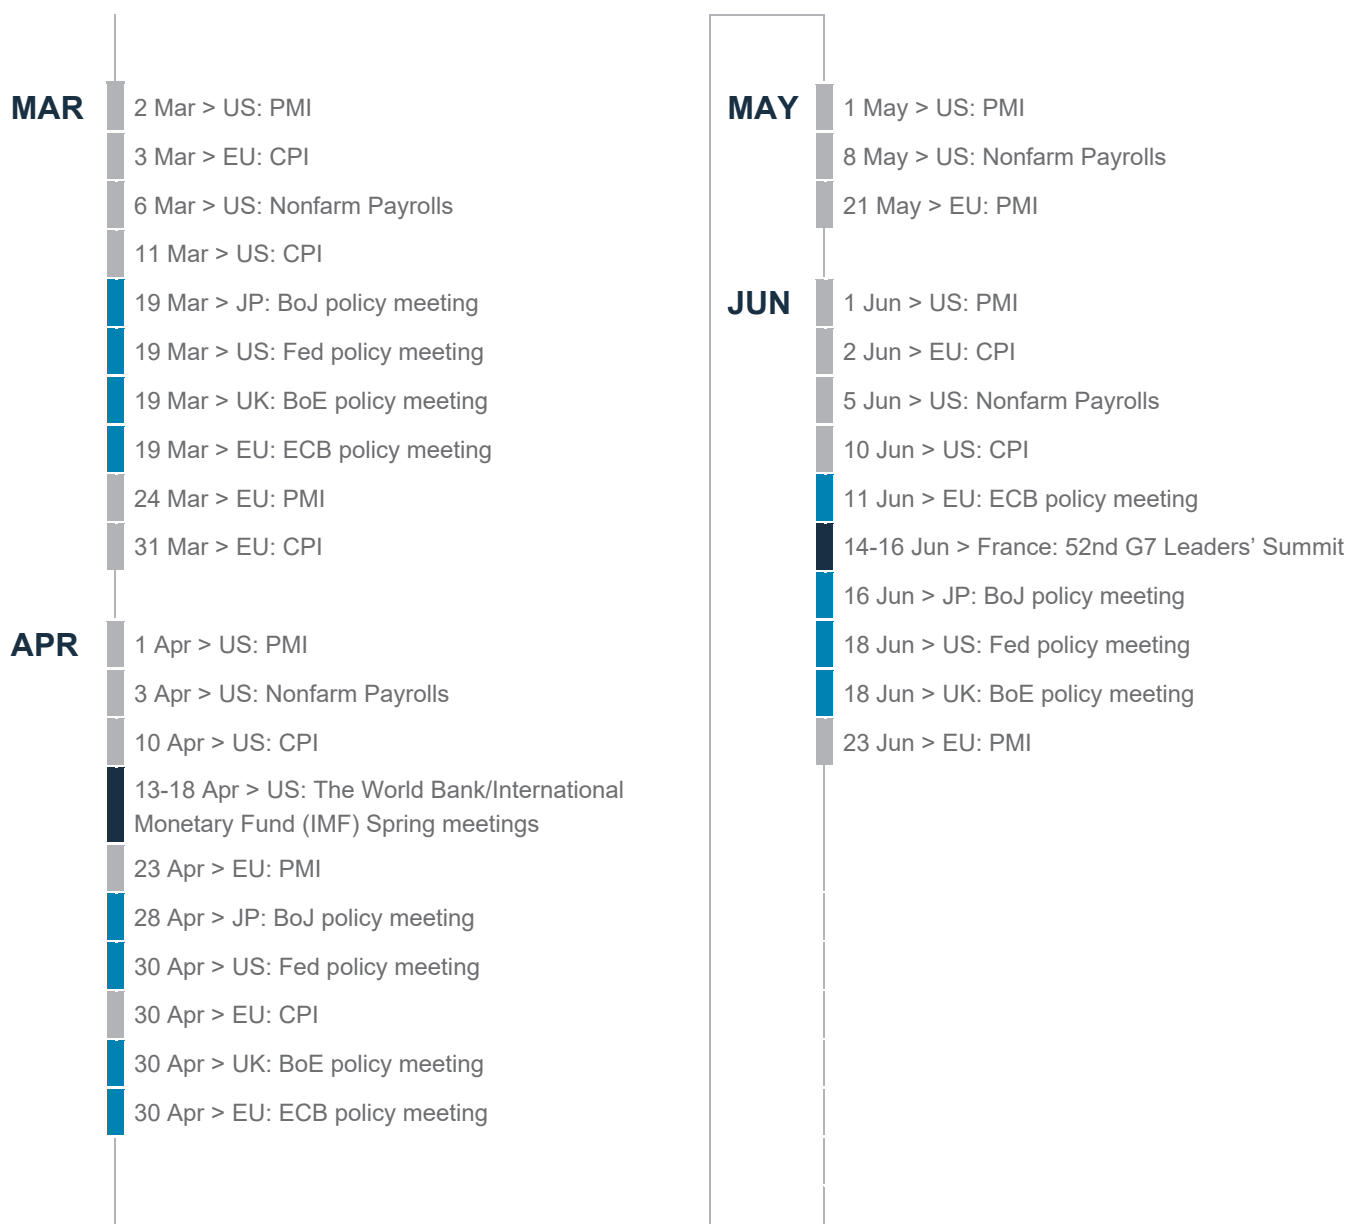 MAR
2 Mar > US: PMI
3 Mar > EU: CPI
6 Mar > US: Nonfarm Payrolls
11 Mar > US: CPI
19 Mar > JP: BoJ policy meeting
19 Mar > US: Fed policy meeting
19 Mar > UK: BoE policy meeting
19 Mar > EU: ECB policy meeting
24 Mar > EU: PMI
31 Mar > EU: CPI
APR
1 Apr > US: PMI
3 Apr > US: Nonfarm Payrolls
10 Apr > US: CPI
13-18 Apr > US: The World Bank/International
Monetary Fund (IMF) Spring meetings
23 Apr > EU: PMI
28 Apr > JP: BoJ policy meeting
30 Apr > US: Fed policy meeting
30 Apr > EU: CPI
30 Apr > UK: BoE policy meeting
30 Apr > EU: ECB policy meeting
MAY
1 May > US: PMI
8 May > US: Nonfarm Payrolls
21 May > EU: PMI
JUN
1 Jun > US: PMI
2 Jun > EU: CPI
5 Jun > US: Nonfarm Payrolls
10 Jun > US: CPI
11 Jun > EU: ECB policy meeting
14-16 Jun > France: 52nd G7 Leaders’ Summit
16 Jun > JP: BoJ policy meeting
18 Jun > US: Fed policy meeting
18 Jun > UK: BoE policy meeting
23 Jun > EU: PMI